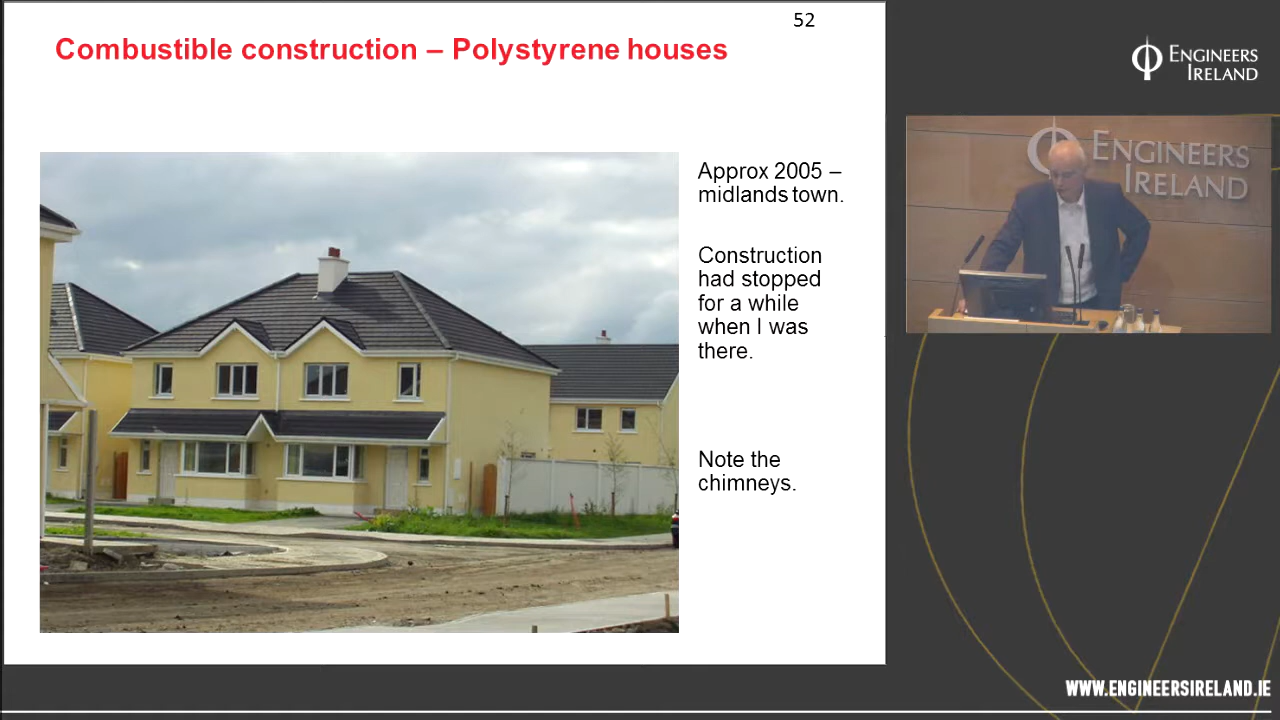 52
Combustible construction – Polystyrene houses
Approx 2005 –
midlands town.
Construction
had stopped
for a while
when I was
there.
Note the
chimneys.
ENGINEERS
IRELAND
ENGINEERS
IRELAND
WWW.ENGINEERSIRELAND.IE